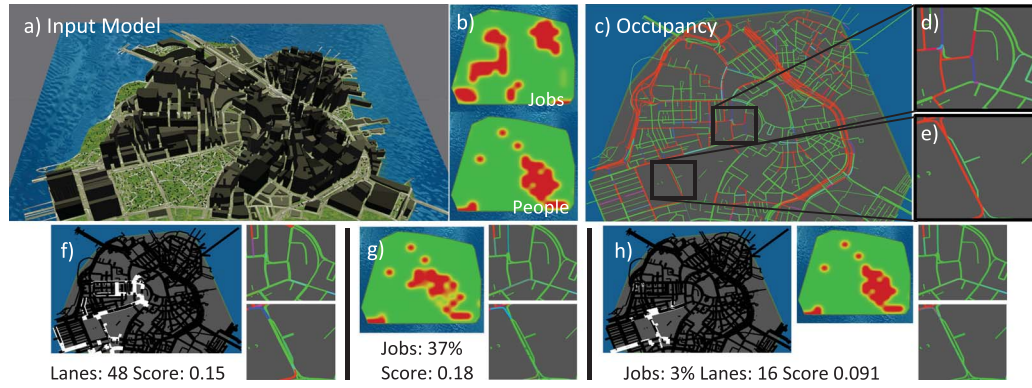 a) Input Model
b)
Jobs
People
c) Occupancy
d)
e)
f)
Lanes: 48 Score: 0.15
g)
Jobs: 37%
Score: 0.18
h)
Jobs: 3% Lanes: 16 Score 0.091